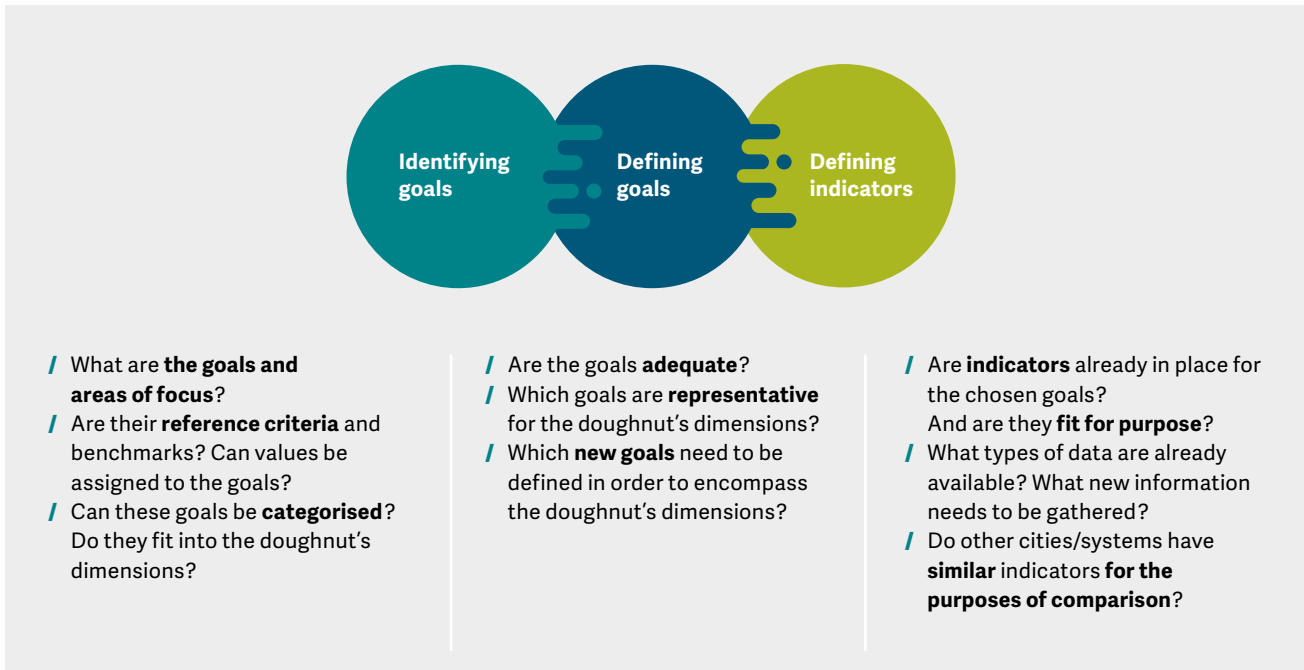 Identifying
goals
Defining
goals
Defining
indicators
/ What are the goals and
areas of focus?
/ Are their reference criteria and
benchmarks? Can values be
assigned to the goals?
/ Can these goals be categorised?
Do they fit into the doughnut's
dimensions?
/ Are the goals adequate?
/ Which goals are representative
for the doughnut's dimensions?
/ Which new goals need to be
defined in order to encompass
the doughnut's dimensions?
/ Are indicators already in place for
the chosen goals?
And are they fit for purpose?
/ What types of data are already
available? What new information
needs to be gathered?
/ Do other cities/systems have
similar indicators for the
purposes of comparison?